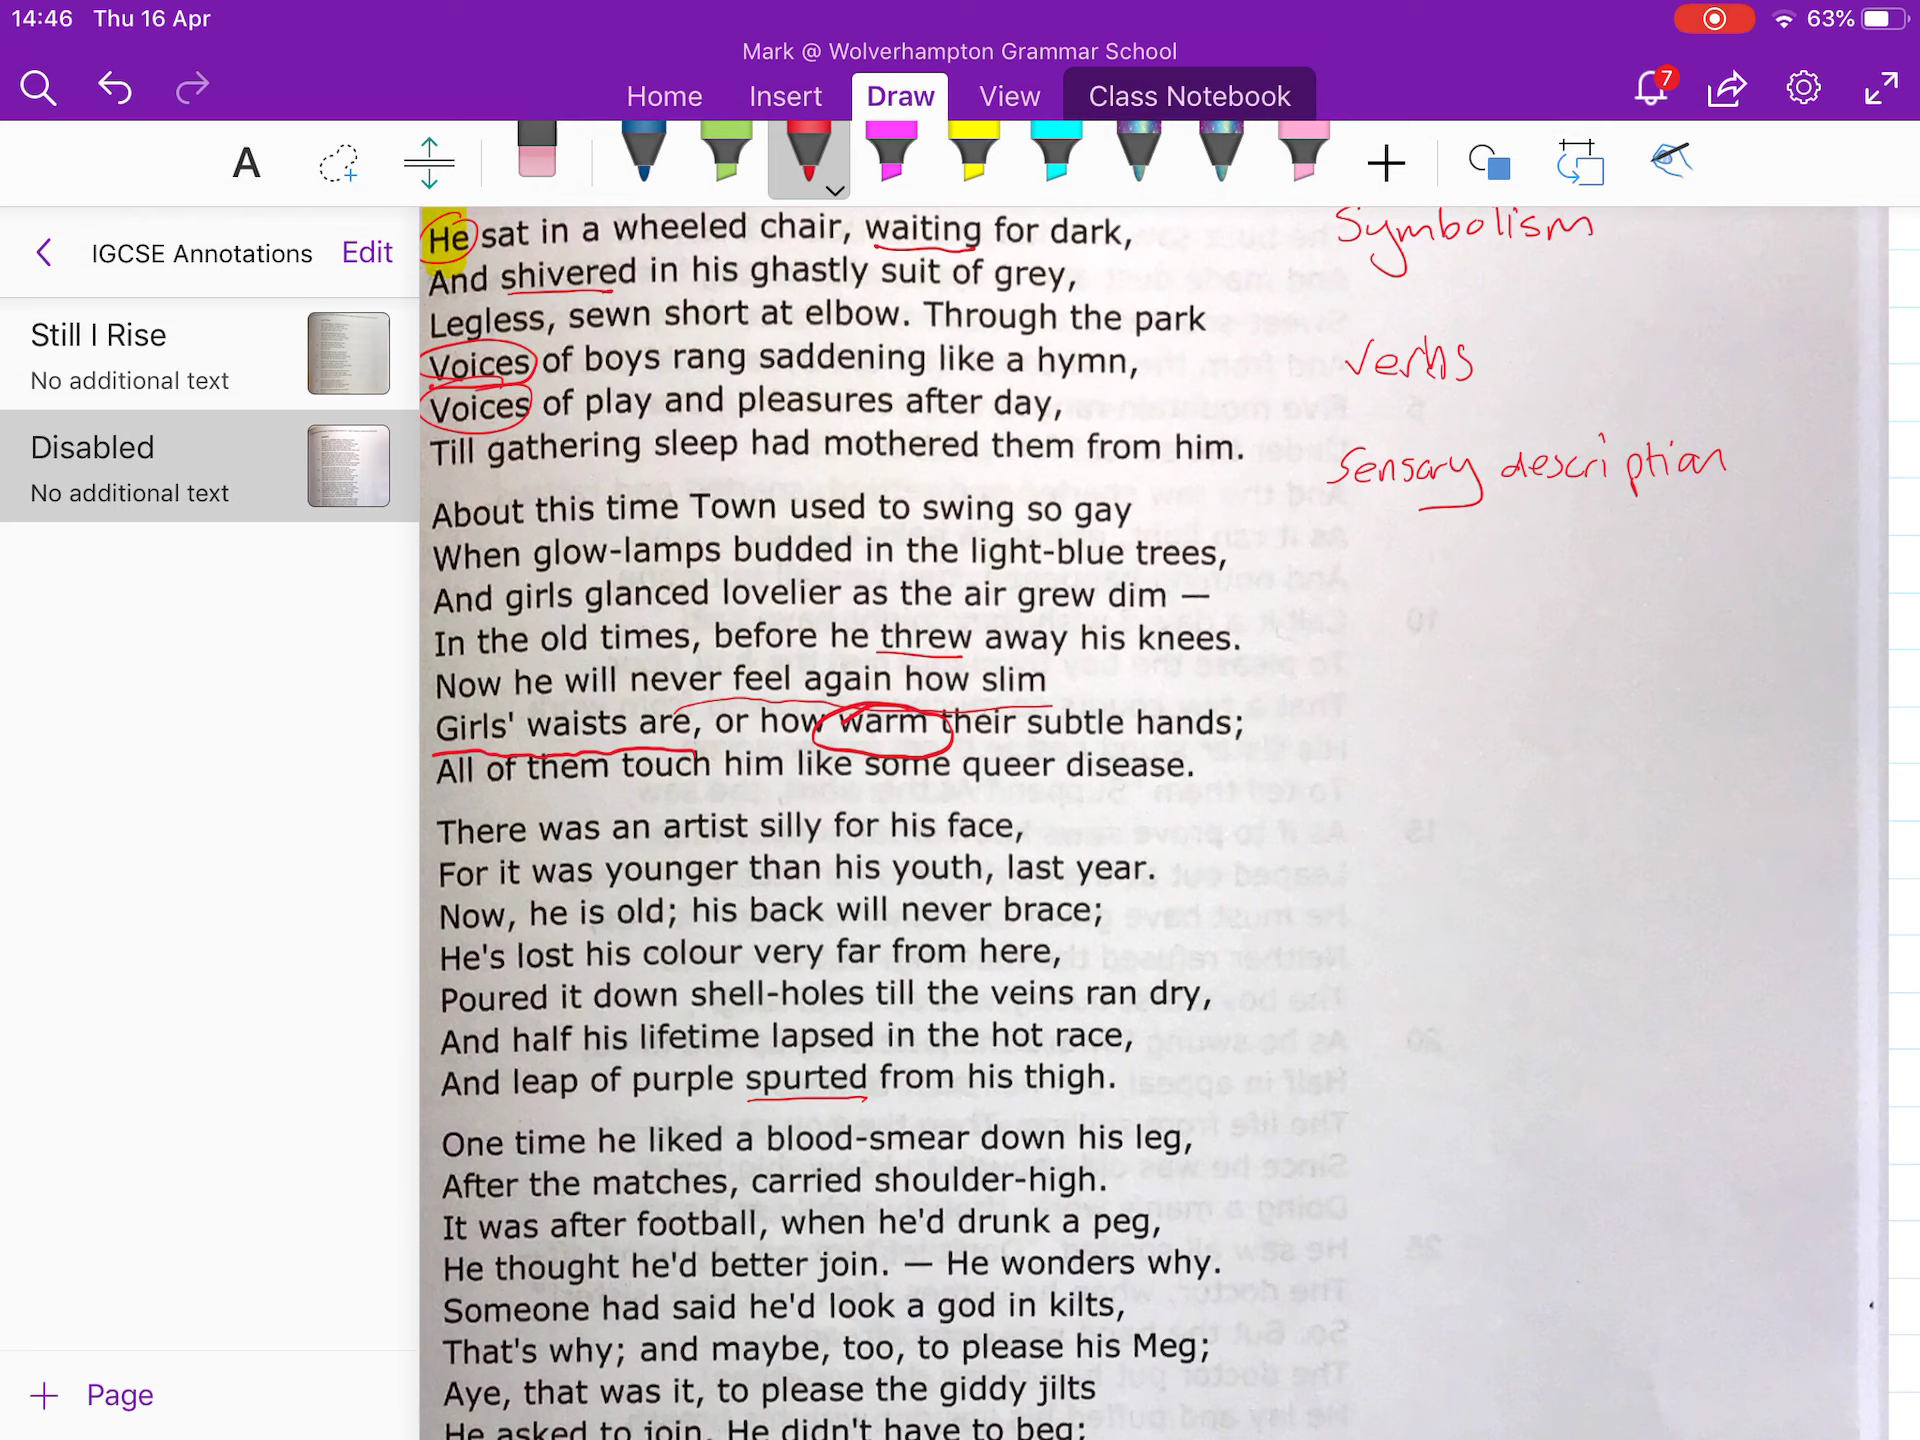 14:46 Thu 16 Apr
63%
Mark @ Wolverhampton Grammar School
Home Insert Draw View Class Notebook
7
A
IGCSE Annotations Edit
Still I Rise
No additional text
Disabled
No additional text
+ Page
He sat in a wheeled chair, waiting for dark,
And shivered in his ghastly suit of grey,
Legless, sewn short at elbow. Through the park
Voices of boys rang saddening like a hymn,
Voices of play and pleasures after day,
Till gathering sleep had mothered them from him.
About this time Town used to swing so gay
When glow-lamps budded in the light-blue trees,
And girls glanced lovelier as the air grew dim —
In the old times, before he threw away his knees.
Now he will never feel again how slim
Girls' waists are, or how warm their subtle hands;
All of them touch him like some queer disease.
There was an artist silly for his face,
For it was younger than his youth, last year.
Now, he is old; his back will never brace;
He's lost his colour very far from here,
Poured it down shell-holes till the veins ran dry,
And half his lifetime lapsed in the hot race,
And leap of purple spurted from his thigh.
One time he liked a blood-smear down his leg,
After the matches, carried shoulder-high.
It was after football, when he'd drunk a peg,
He thought he'd better join. — He wonders why.
Someone had said he'd look a god in kilts,
That's why; and maybe, too, to please his Meg;
Aye, that was it, to please the giddy jilts
He asked to join. He didn't have to beg;
Symbolism
Verbs
Sensary description